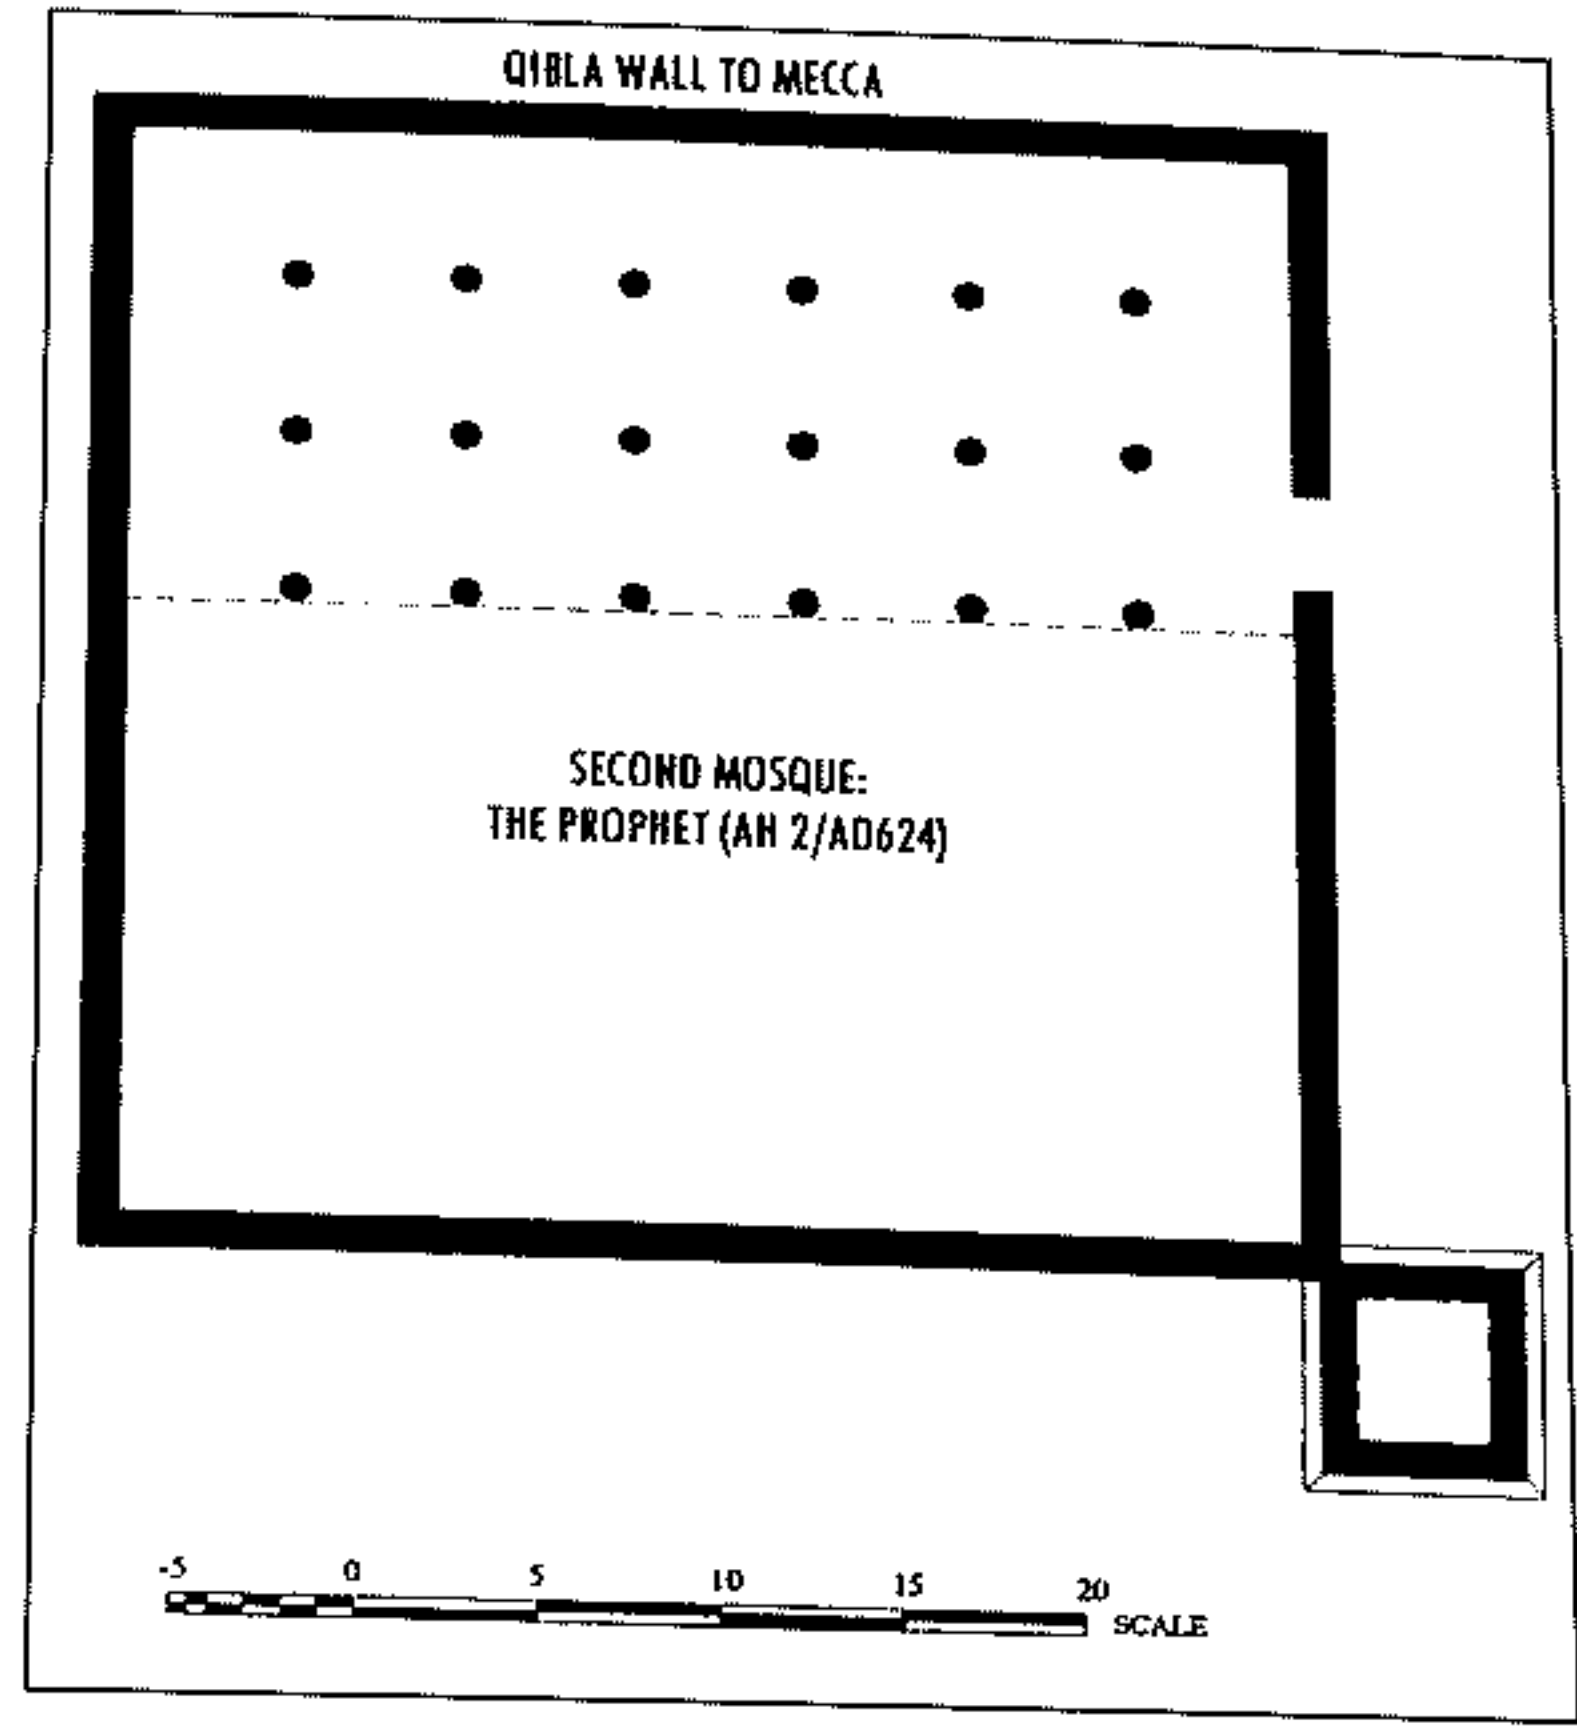 QIBLA WALL TO MECCA
SECOND MOSQUE:
THE PROPHET (AH 2/AD624)
-5 0 5 10 15 20
SCALE